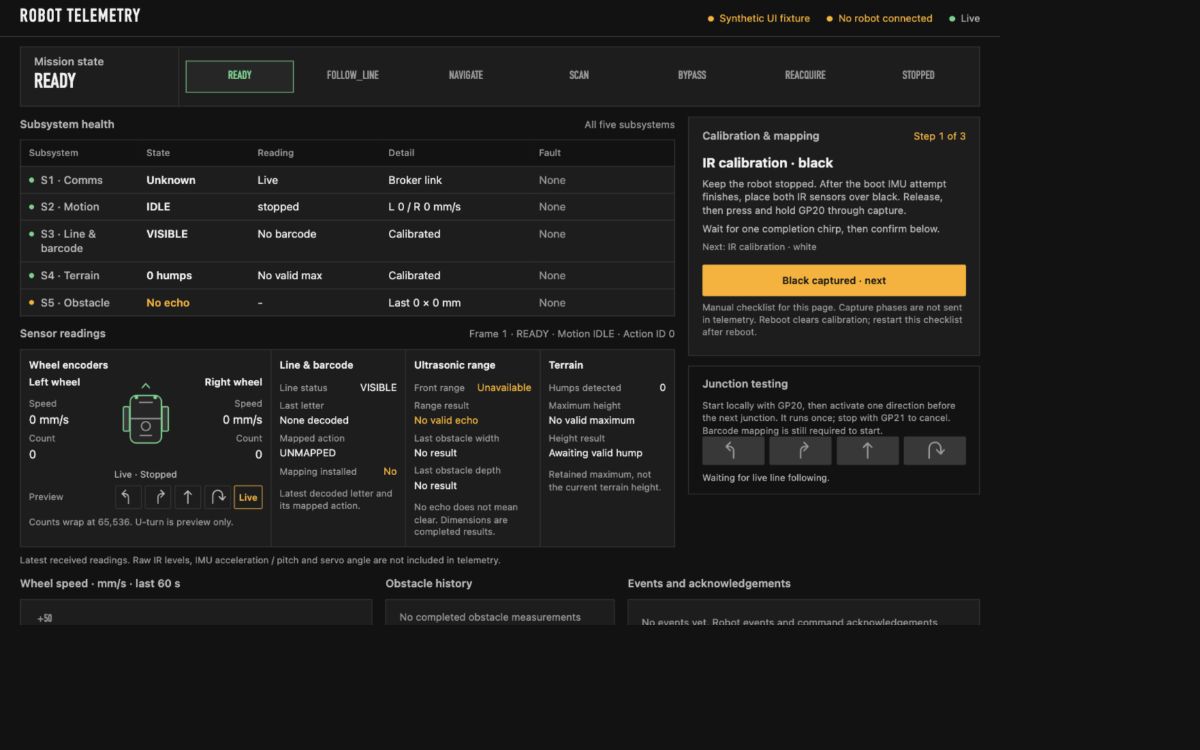 ROBOT TELEMETRY
Synthetic UI fixture
No robot connected
Live
Mission state
READY
READY
FOLLOW_LINE
NAVIGATE
SCAN
BYPASS
REACQUIRE
STOPPED
Subsystem health
All five subsystems
Subsystem State Reading Detail Fault
S1 · Comms Unknown Live Broker link None
S2 · Motion IDLE stopped L 0 / R 0 mm/s None
S3 · Line & VISIBLE No barcode Calibrated None
barcode
S4 · Terrain 0 humps No valid max Calibrated None
S5 · Obstacle No echo - Last 0 × 0 mm None
Sensor readings
Frame 1 · READY · Motion IDLE · Action ID 0
Wheel encoders
Left wheel Right wheel
Speed Speed
0 mm/s 0 mm/s
Count Count
0 0
Live · Stopped
Preview
Live
Counts wrap at 65,536. U-turn is preview only.
Line & barcode
Line status VISIBLE
Last letter
None decoded
Mapped action
UNMAPPED
Mapping installed No
Latest decoded letter and
its mapped action.
Ultrasonic range
Front range Unavailable
Range result
No valid echo
Last obstacle width
No result
Last obstacle depth
No result
No echo does not mean
clear. Dimensions are
completed results.
Terrain
Humps detected 0
Maximum height
No valid maximum
Height result
Awaiting valid hump
Retained maximum, not
the current terrain height.
Latest received readings. Raw IR levels, IMU acceleration / pitch and servo angle are not included in telemetry.
Calibration & mapping
Step 1 of 3
IR calibration · black
Keep the robot stopped. After the boot IMU attempt
finishes, place both IR sensors over black. Release,
then press and hold GP20 through capture.
Wait for one completion chirp, then confirm below.
Next: IR calibration · white
Black captured · next
Manual checklist for this page. Capture phases are not sent
in telemetry. Reboot clears calibration; restart this checklist
after reboot.
Junction testing
Start locally with GP20, then activate one direction before
the next junction. It runs once; stop with GP21 to cancel.
Barcode mapping is still required to start.
Waiting for live line following.
Wheel speed · mm/s · last 60 s
+50
Obstacle history
No completed obstacle measurements
Events and acknowledgements
No events yet. Robot events and command acknowledgements